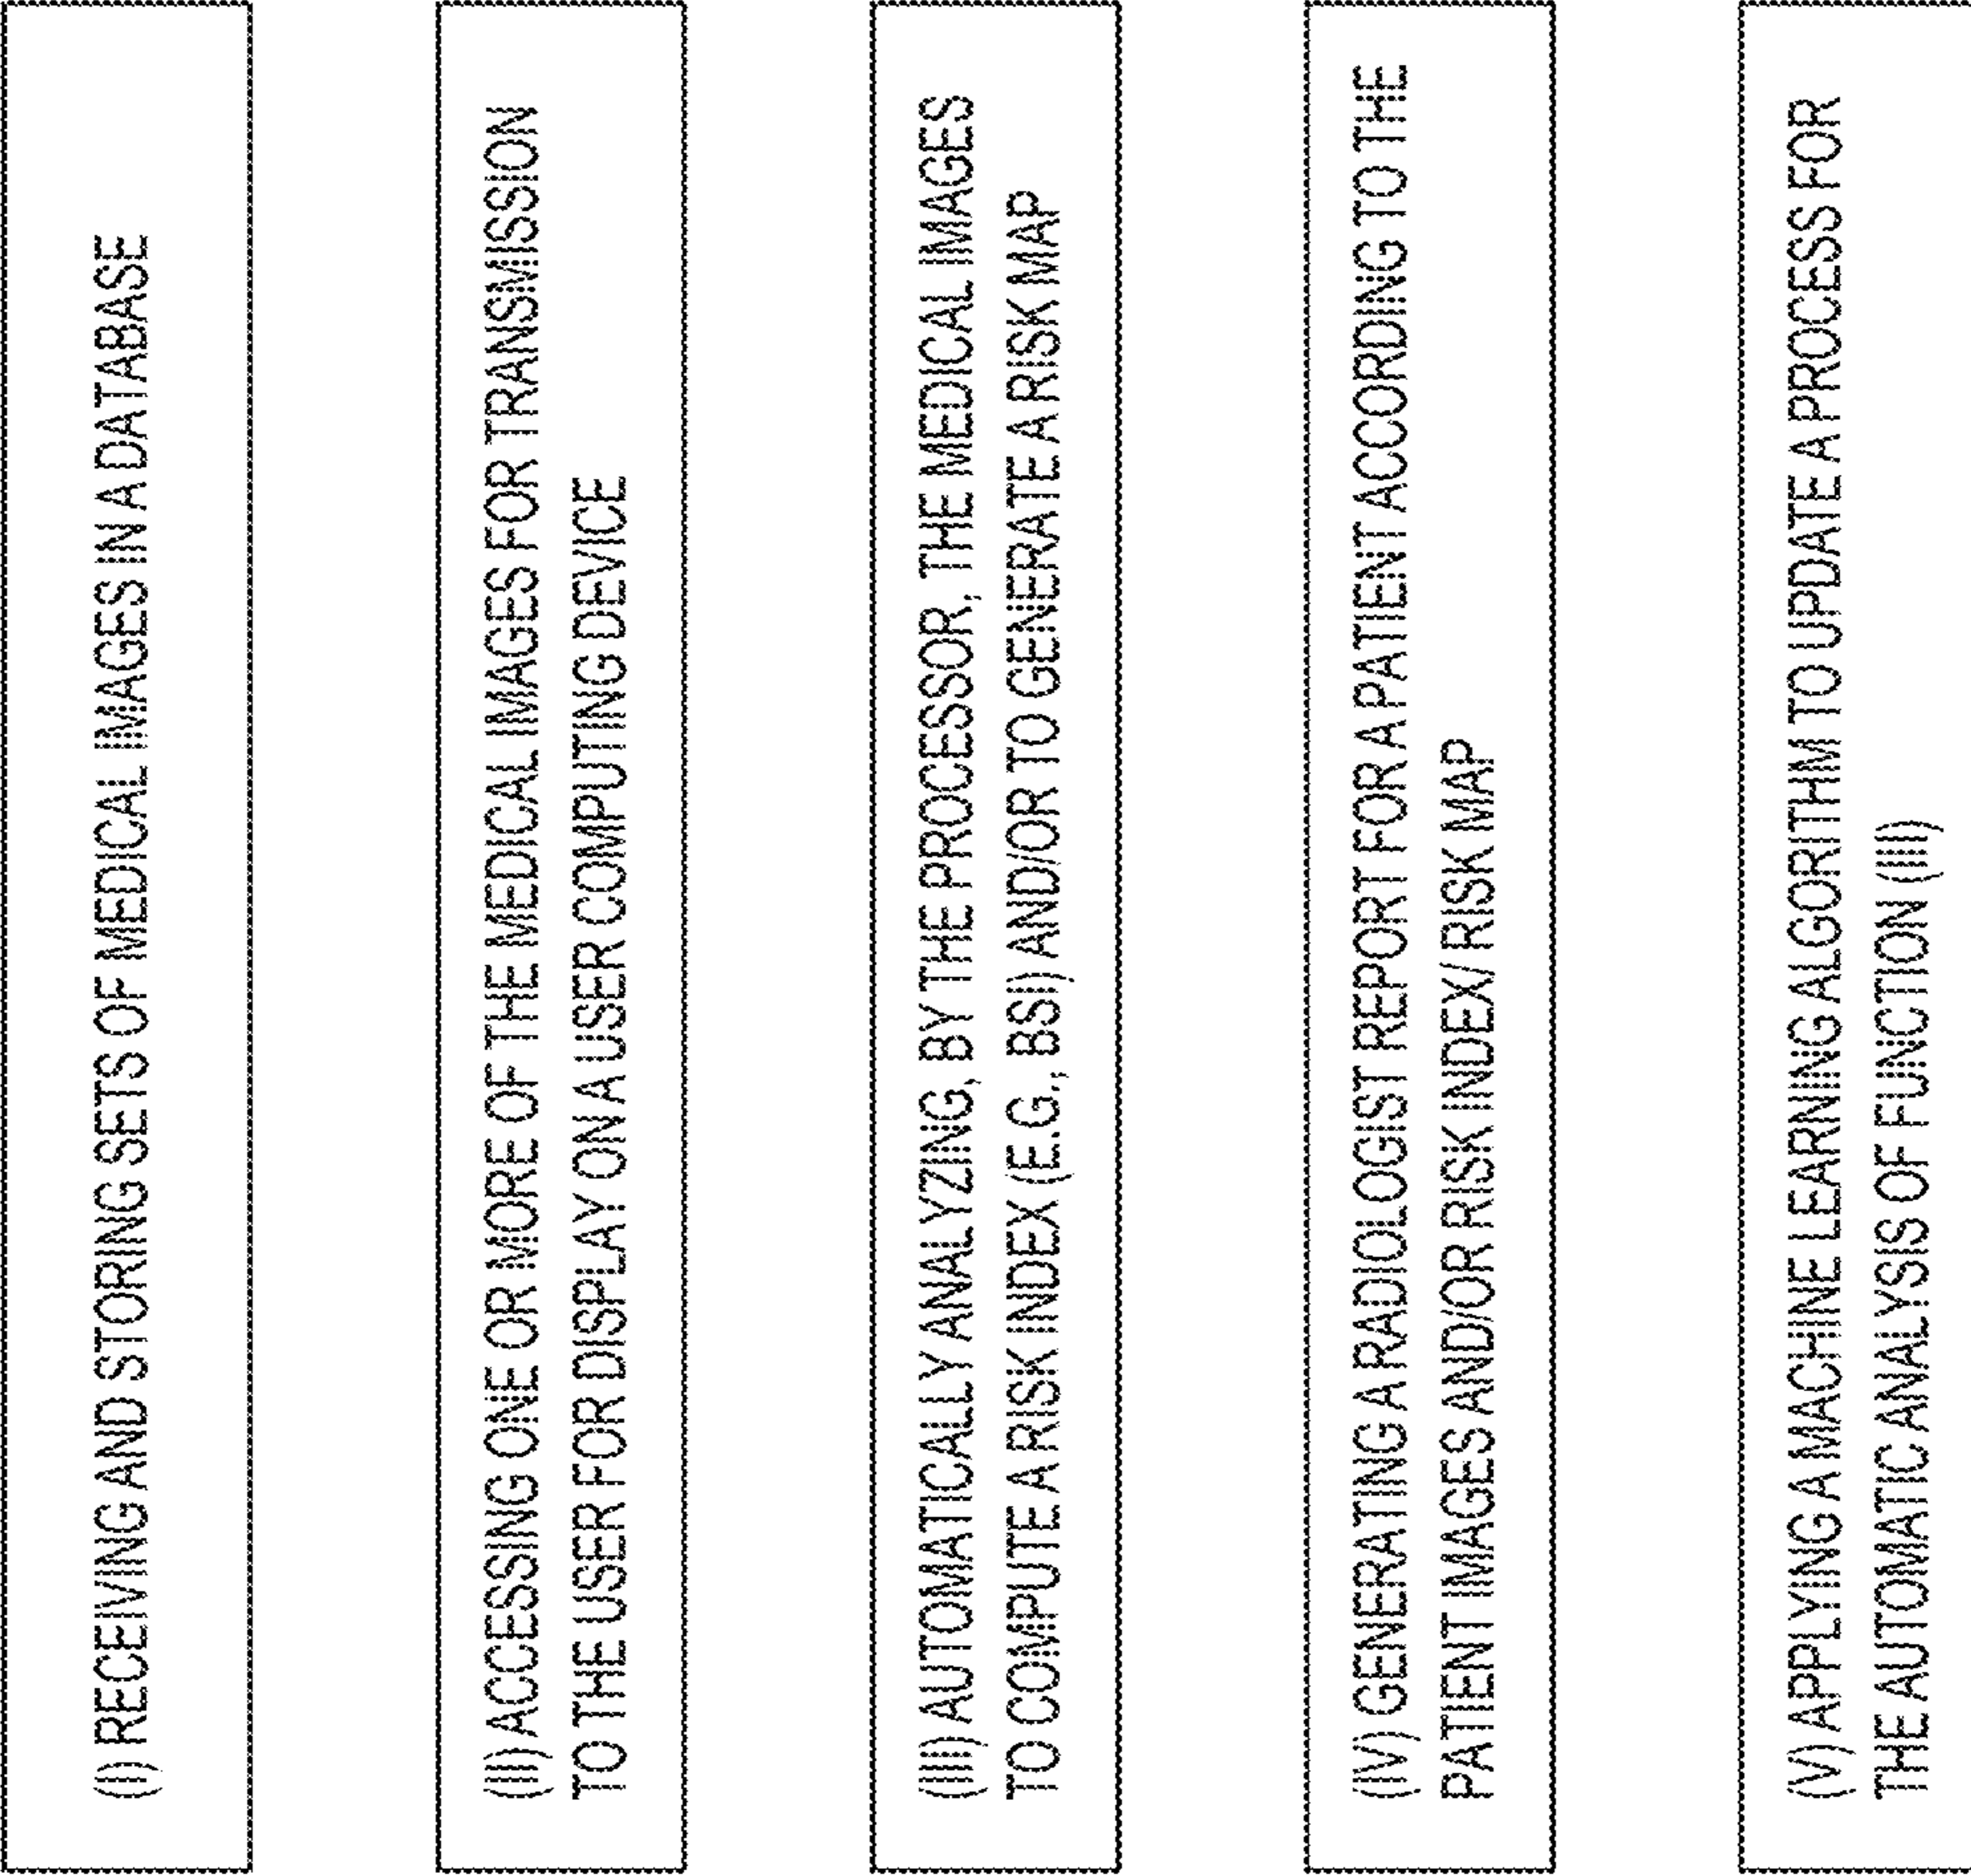 (I) RECEIVING AND STORING SETS OF MEDICAL IMAGES IN A DATABASE
(II) ACCESSING ONE OR MORE OF THE MEDICAL IMAGES FOR TRANSMISSION
TO THE USER FOR DISPLAY ON A USER COMPUTING DEVICE
(III) AUTOMATICALLY ANALYZING, BY THE PROCESSOR, THE MEDICAL IMAGES
TO COMPUTE A RISK INDEX (E.G., BSI) AND/OR TO GENERATE A RISK MAP
(IV) GENERATING A RADIOLOGIST REPORT FOR A PATIENT ACCORDING TO THE
PATIENT IMAGES AND/OR RISK INDEX/ RISK MAP
(V) APPLYING A MACHINE LEARNING ALGORITHM TO UPDATE A PROCESS FOR
THE AUTOMATIC ANALYSIS OF FUNCTION (III)